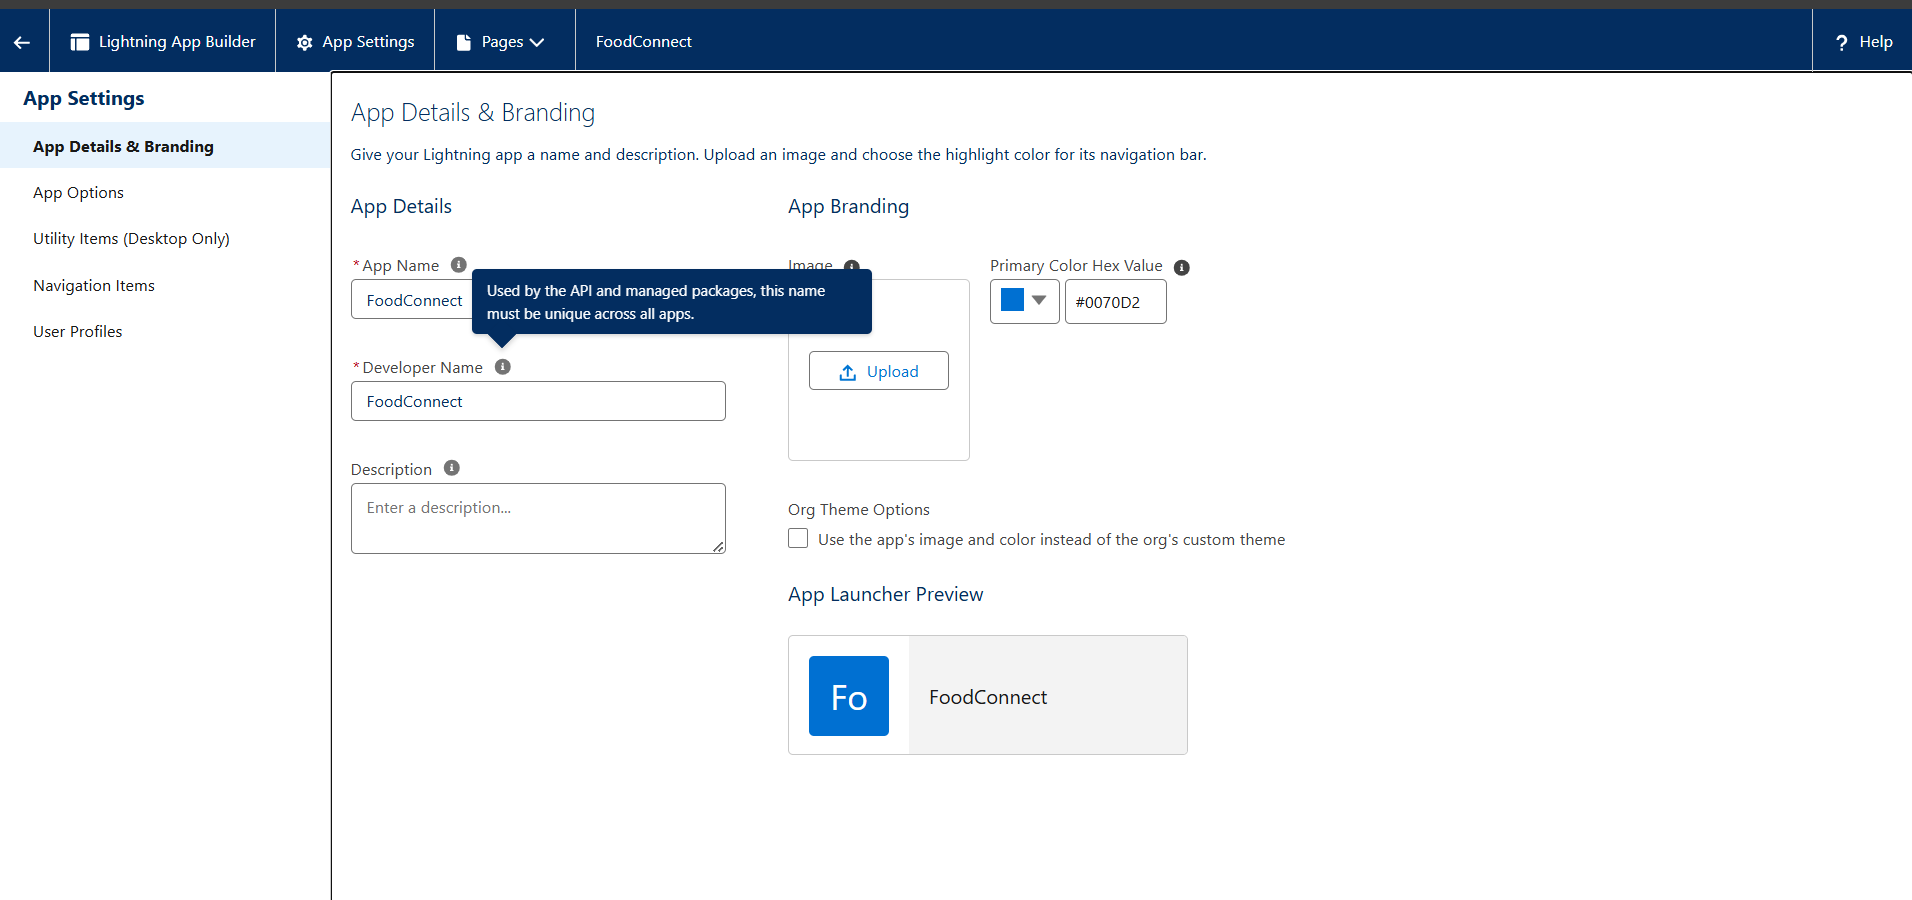 Lightning App Builder
App Settings
Pages
FoodConnect
? Help
App Settings
App Details & Branding
App Options
Utility Items (Desktop Only)
Navigation Items
User Profiles
App Details & Branding
Give your Lightning app a name and description. Upload an image and choose the highlight color for its navigation bar.
App Details
* App Name
FoodConnect
Used by the API and managed packages, this name
must be unique across all apps.
* Developer Name
FoodConnect
Description
Enter a description...
App Branding
Image
Upload
Primary Color Hex Value
#0070D2
Org Theme Options
Use the app's image and color instead of the org's custom theme
App Launcher Preview
Fo
FoodConnect